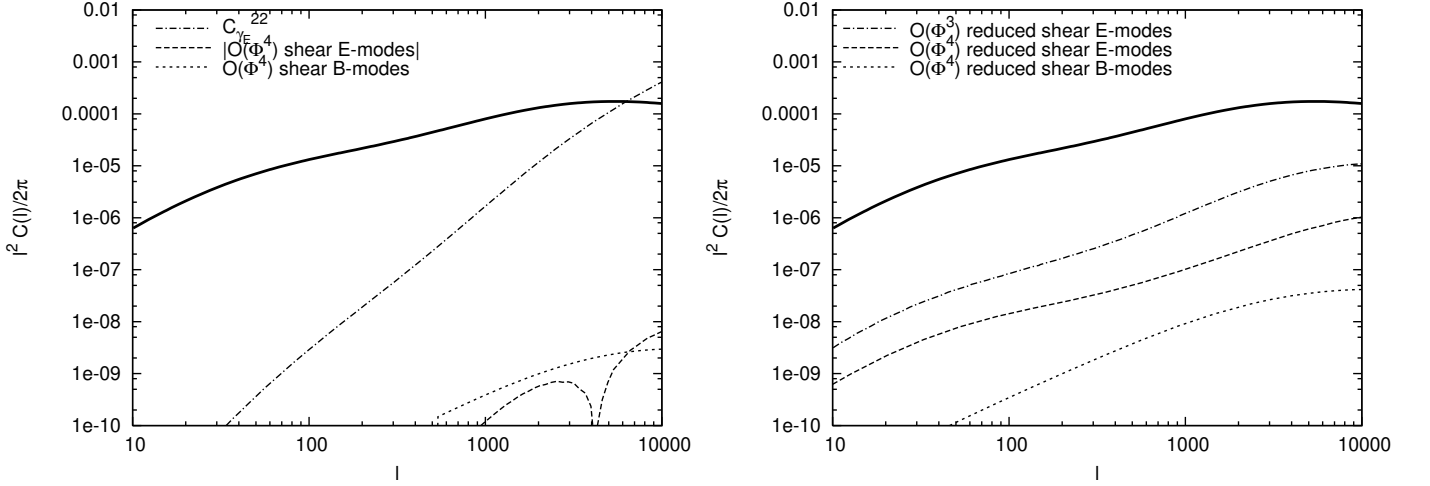 0.01
0.001
0.0001
1e-05
1e-06
1e-07
1e-08
1e-09
1e-10
l² C(l)/2π
C_γ_E ²²
|O(Φ⁴) shear E-modes|
O(Φ⁴) shear B-modes
10 100 1000 10000
l
0.01
0.001
0.0001
1e-05
1e-06
1e-07
1e-08
1e-09
1e-10
l² C(l)/2π
O(Φ³) reduced shear E-modes
O(Φ⁴) reduced shear E-modes
O(Φ⁴) reduced shear B-modes
10 100 1000 10000
l